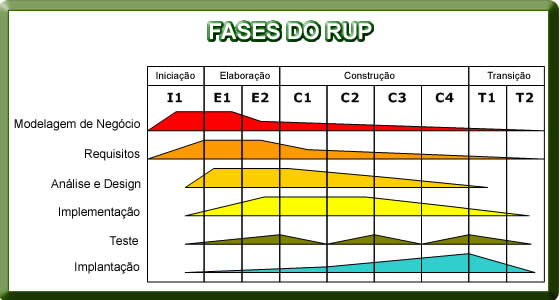 FASES DO RUP
Iniciação Elaboração Construção Transição
I1 E1 E2 C1 C2 C3 C4 T1 T2
Modelagem de Negócio
Requisitos
Análise e Design
Implementação
Teste
Implantação